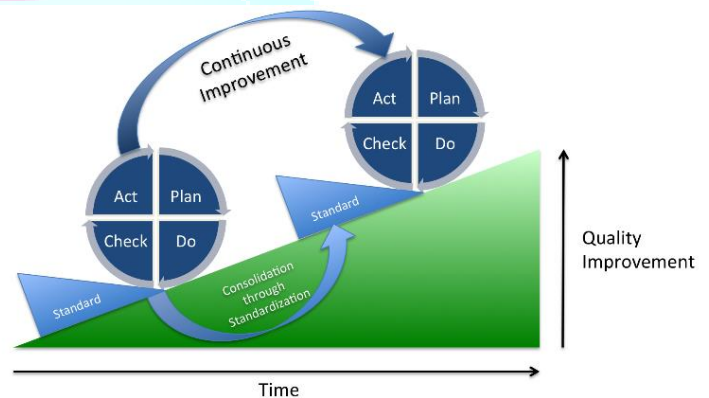 Continuous
Improvement
Act
Plan
Check
Do
Act
Plan
Check
Do
Standard
Standard
Consolidation
through
Standardization
Quality
Improvement
Time